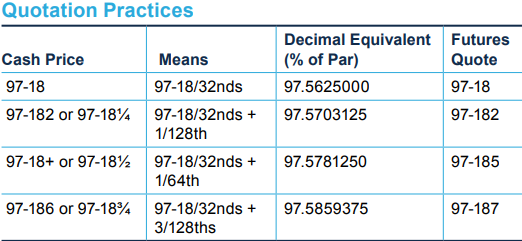 Quotation Practices
Cash Price Means Decimal Equivalent (% of Par) Futures Quote
97-18 97-18/32nds 97.5625000 97-18
97-182 or 97-18¼ 97-18/32nds + 1/128th 97.5703125 97-182
97-18+ or 97-18½ 97-18/32nds + 1/64th 97.5781250 97-185
97-186 or 97-18¾ 97-18/32nds + 3/128ths 97.5859375 97-187